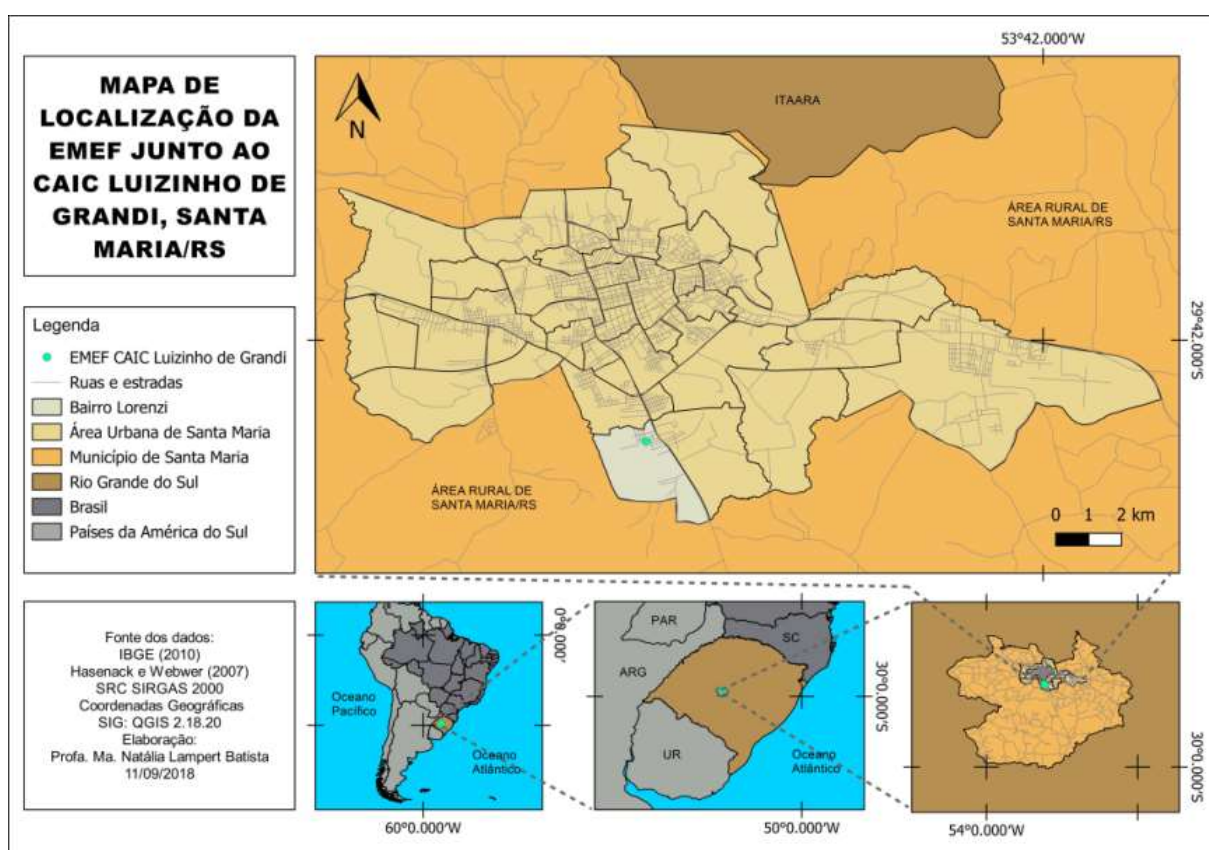 MAPA DE
LOCALIZAÇÃO DA
EMEF JUNTO AO
CAIC LUIZINHO DE
GRANDI, SANTA
MARIA/RS
53°42.000'W
N
ITAARA
ÁREA RURAL DE
SANTA MARIA/RS
29°42.000'S
ÁREA RURAL DE
SANTA MARIA/RS
0 1 2 km
Legenda
EMEF CAIC Luizinho de Grandi
Ruas e estradas
Bairro Lorenzi
Área Urbana de Santa Maria
Município de Santa Maria
Rio Grande do Sul
Brasil
Países da América do Sul
Fonte dos dados:
IBGE (2010)
Hasenack e Webwer (2007)
SRC SIRGAS 2000
Coordenadas Geográficas
SIG: QGIS 2.18.20
Elaboração:
Profa. Ma. Natália Lampert Batista
11/09/2018
Oceano
Pacífico
Oceano
Atlântico
0°0.000'
60°0.000'W
PAR
SC
ARG
UR
Oceano
Atlântico
30°0.000'S
50°0.000'W
30°0.000'S
54°0.000'W